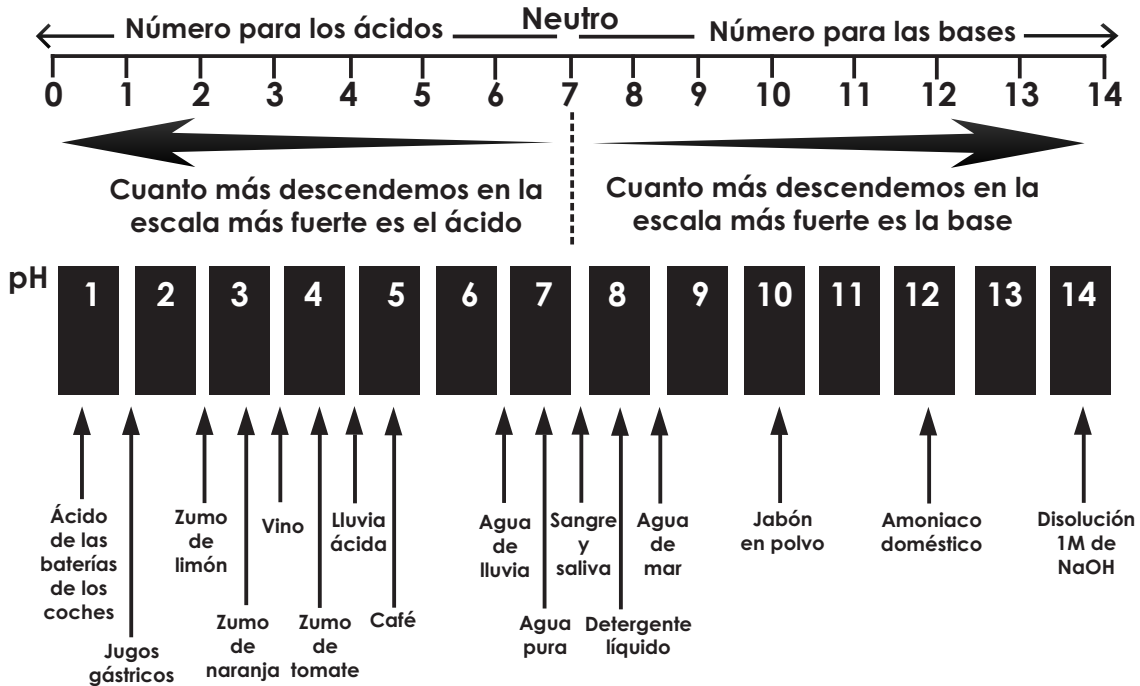 Número para los ácidos
Neutro
Número para las bases
0 1 2 3 4 5 6 7 8 9 10 11 12 13 14
Cuanto más descendemos en la
escala más fuerte es el ácido
Cuanto más descendemos en la
escala más fuerte es la base
pH
1 2 3 4 5 6 7 8 9 10 11 12 13 14
Ácido
de las
baterías
de los
coches
Jugos
gástricos
Zumo
de
limón
Zumo
de
naranja
Vino
Zumo
de
tomate
Lluvia
ácida
Café
Agua
de
lluvia
Agua
pura
Sangre
y
saliva
Detergente
líquido
Agua
de
mar
Jabón
en polvo
Amoniaco
doméstico
Disolución
1M de
NaOH